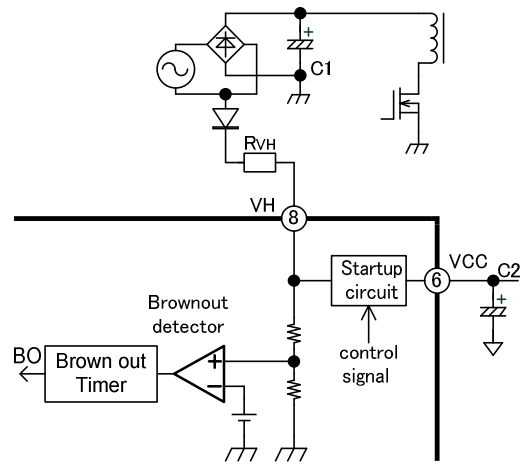 +
C1
RVH
VH
8
Startup
circuit
VCC
6
C2
+
Brownout
detector
control
signal
BO
Brown out
Timer
+
−